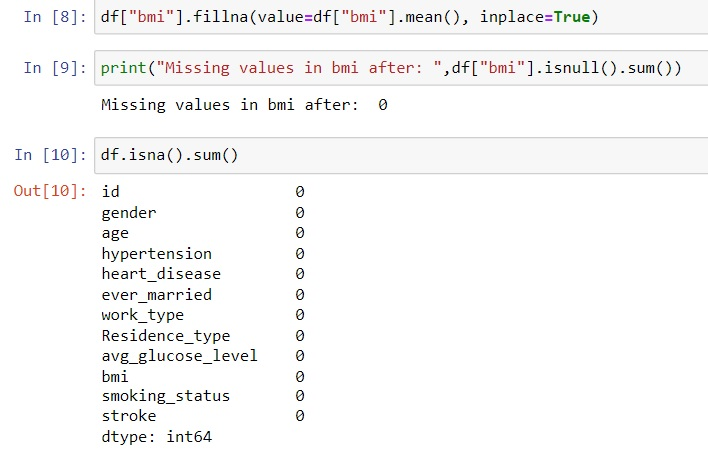 In [8]: df["bmi"].fillna(value=df["bmi"].mean(), inplace=True)
In [9]: print("Missing values in bmi after: ",df["bmi"].isnull().sum())
Missing values in bmi after:  0
In [10]: df.isna().sum()
Out[10]: id 0
gender 0
age 0
hypertension 0
heart_disease 0
ever_married 0
work_type 0
Residence_type 0
avg_glucose_level 0
bmi 0
smoking_status 0
stroke 0
dtype: int64